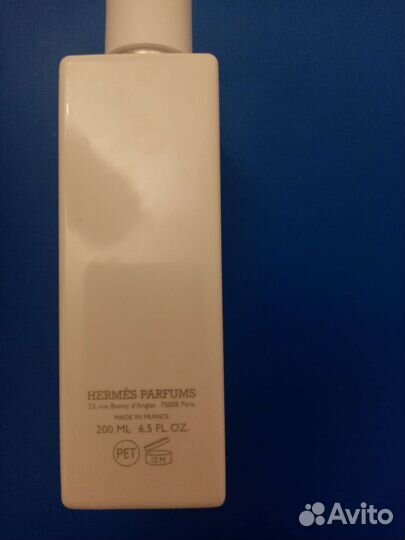 HERMÈS PARFUMS
23, rue Boissy d'Anglas 75008 Paris
MADE IN FRANCE
200 ML 6.5 FL.OZ.
PET 12 M
Avito